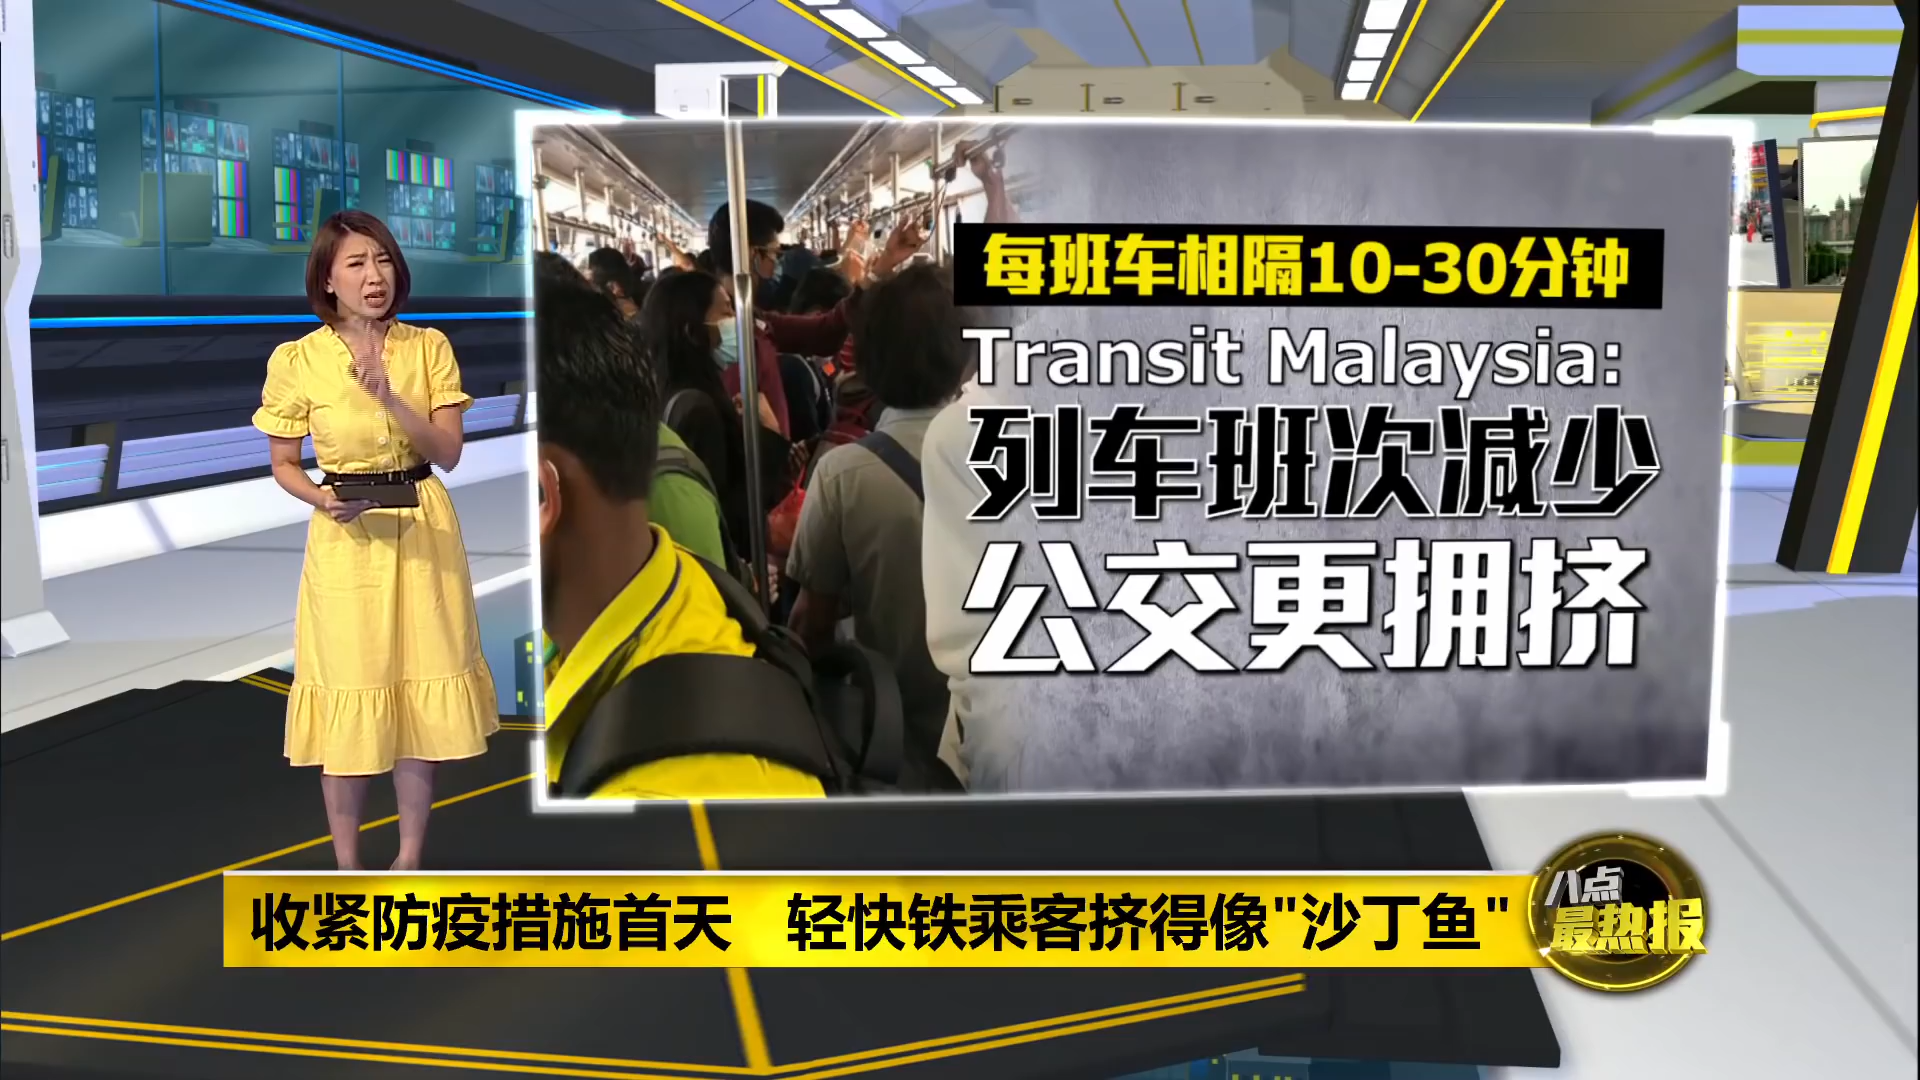 每班车相隔10-30分钟
Transit Malaysia:
列车班次减少
公交更拥挤
收紧防疫措施首天 轻快铁乘客挤得像"沙丁鱼"
八点
最热报